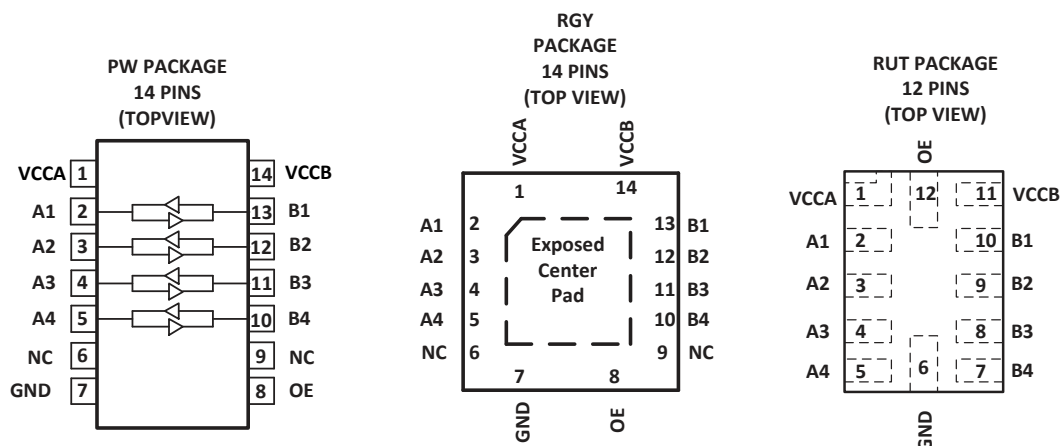 PW PACKAGE
14 PINS
(TOPVIEW)
VCCA 1 14 VCCB
A1 2 13 B1
A2 3 12 B2
A3 4 11 B3
A4 5 10 B4
NC 6 9 NC
GND 7 8 OE
RGY
PACKAGE
14 PINS
(TOP VIEW)
VCCA VCCB
1 14
A1 2 13 B1
A2 3 12 B2
A3 4 11 B3
A4 5 10 B4
NC 6 9 NC
Exposed
Center
Pad
7 8
GND OE
RUT PACKAGE
12 PINS
(TOP VIEW)
OE
VCCA 1 12 11 VCCB
A1 2 10 B1
A2 3 9 B2
A3 4 8 B3
A4 5 6 7 B4
GND